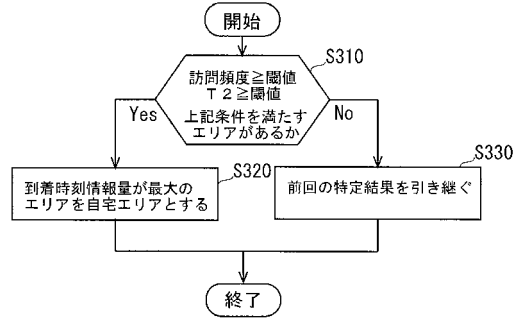 開始
S310
訪問頻度≧閾値
T2≧閾値
上記条件を満たす
エリアがあるか
Yes
No
S320
到着時刻情報量が最大の
エリアを自宅エリアとする
S330
前回の特定結果を引き継ぐ
終了